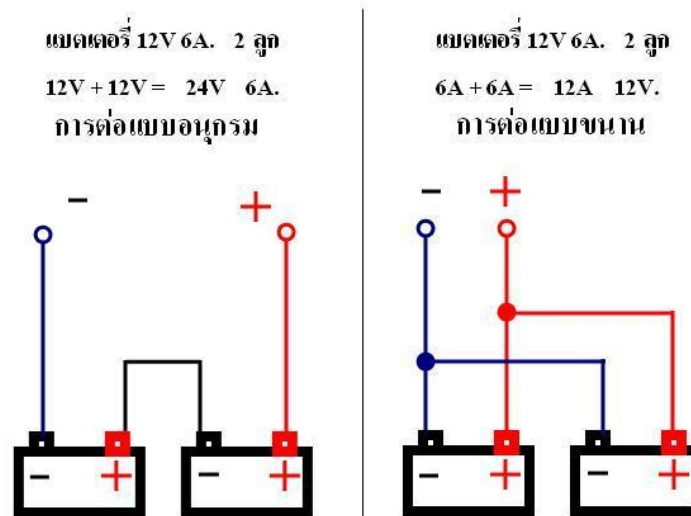 แบตเตอรี่ 12V 6A. 2 ลูก
12V + 12V = 24V 6A.
การต่อแบบอนุกรม
- +
- + - +
แบตเตอรี่ 12V 6A. 2 ลูก
6A + 6A = 12A 12V.
การต่อแบบขนาน
- +
- + - +